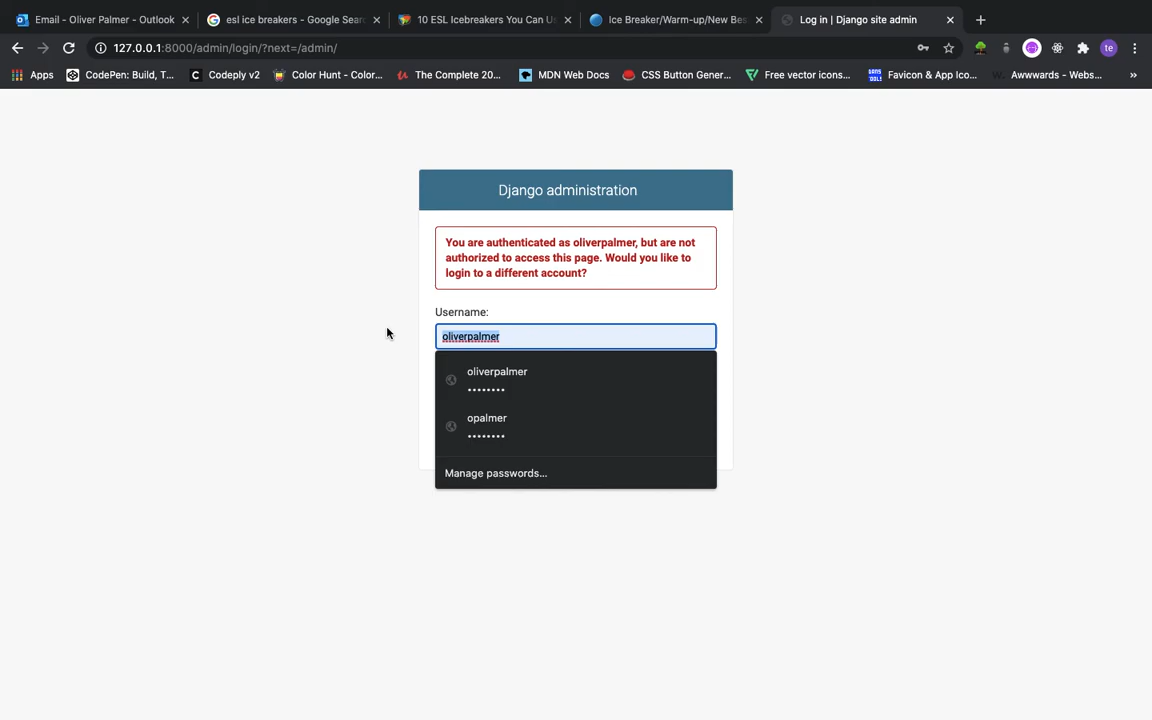 Email - Oliver Palmer - Outlook
esl ice breakers - Google Sear
10 ESL Icebreakers You Can U
Ice Breaker/Warm-up/New Bes
Log in | Django site admin
127.0.0.1:8000/admin/login/?next=/admin/
te
Apps
CodePen: Build, T...
Codeply v2
Color Hunt - Color...
The Complete 20...
MDN Web Docs
CSS Button Gener...
Free vector icons...
Favicon & App Ico...
Awwwards - Webs...
»
Django administration
You are authenticated as oliverpalmer, but are not
authorized to access this page. Would you like to
login to a different account?
Username:
oliverpalmer
oliverpalmer
••••••••
opalmer
••••••••
Manage passwords...